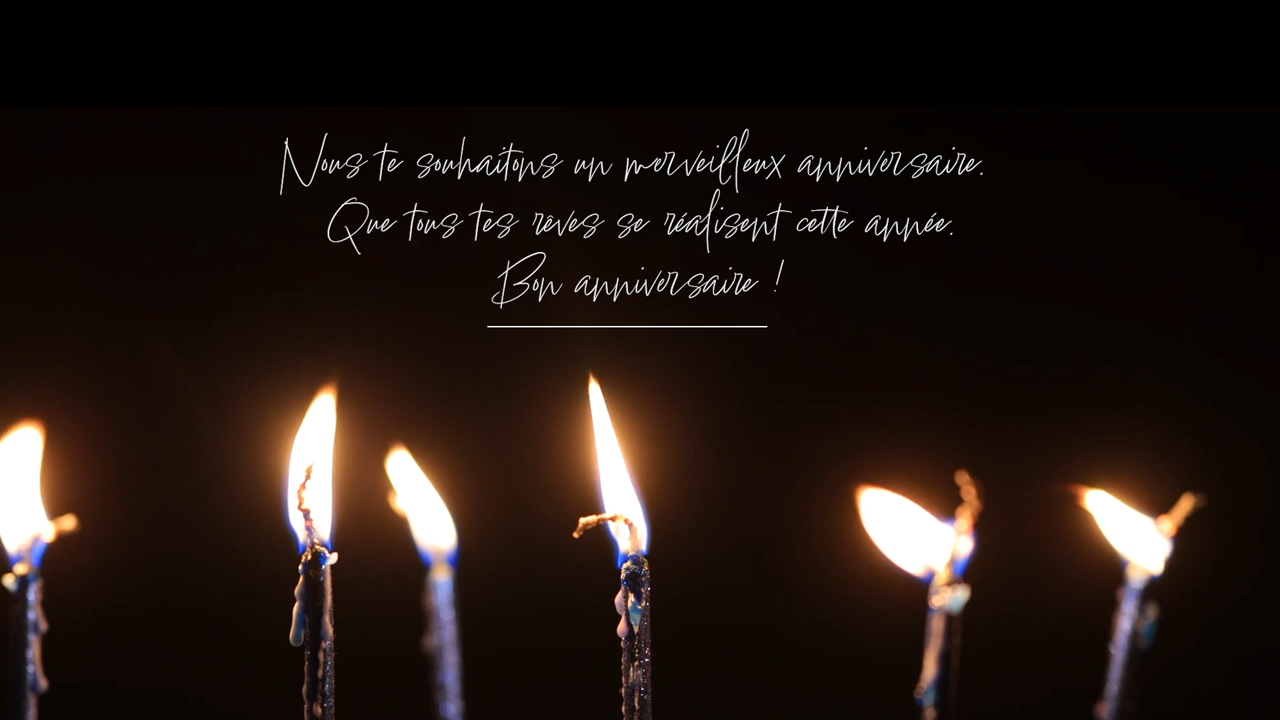 Nous te souhaitons un merveilleux anniversaire.
Que tous tes rêves se réalisent cette année.
Bon anniversaire !